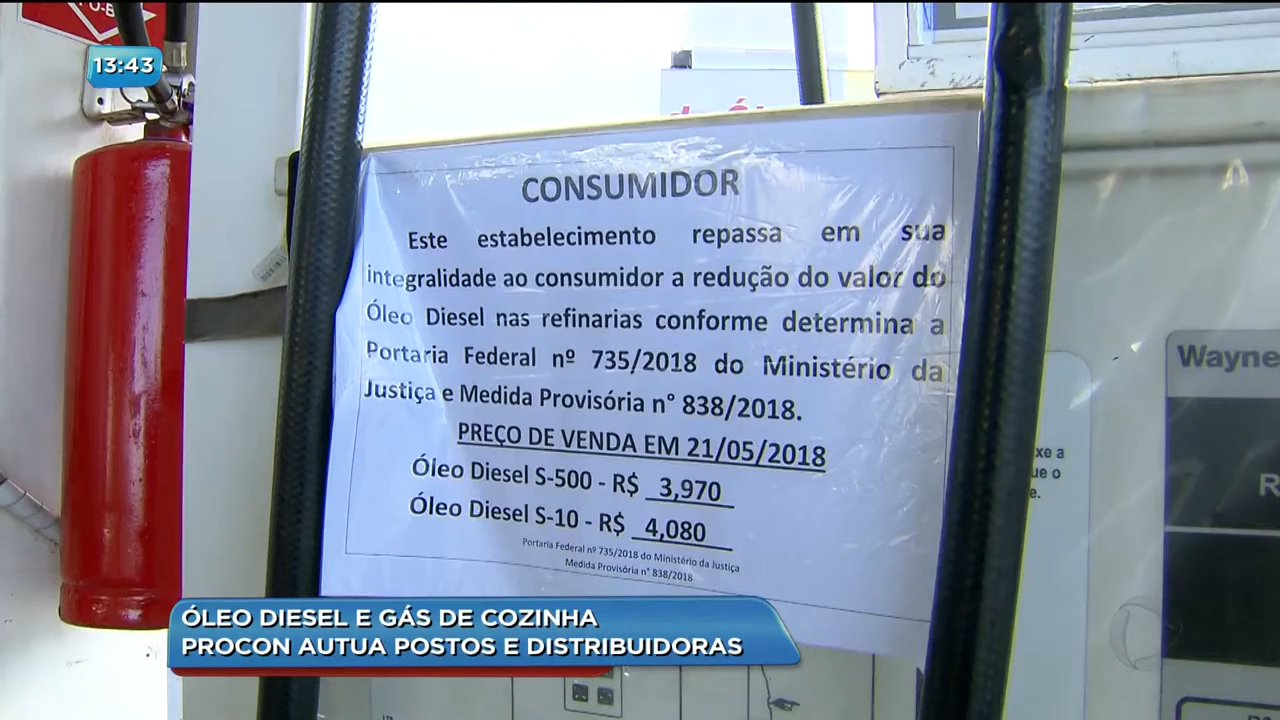 13:43
CONSUMIDOR
Este estabelecimento repassa em sua
integralidade ao consumidor a redução do valor do
Óleo Diesel nas refinarias conforme determina a
Portaria Federal nº 735/2018 do Ministério da
Justiça e Medida Provisória n° 838/2018.
PREÇO DE VENDA EM 21/05/2018
Óleo Diesel S-500 - R$ 3,970
Óleo Diesel S-10 - R$ 4,080
Portaria Federal nº 735/2018 do Ministério da Justiça
Medida Provisória n° 838/2018
Wayne
xe a
ue o
e.
R
ÓLEO DIESEL E GÁS DE COZINHA
PROCON AUTUA POSTOS E DISTRIBUIDORAS